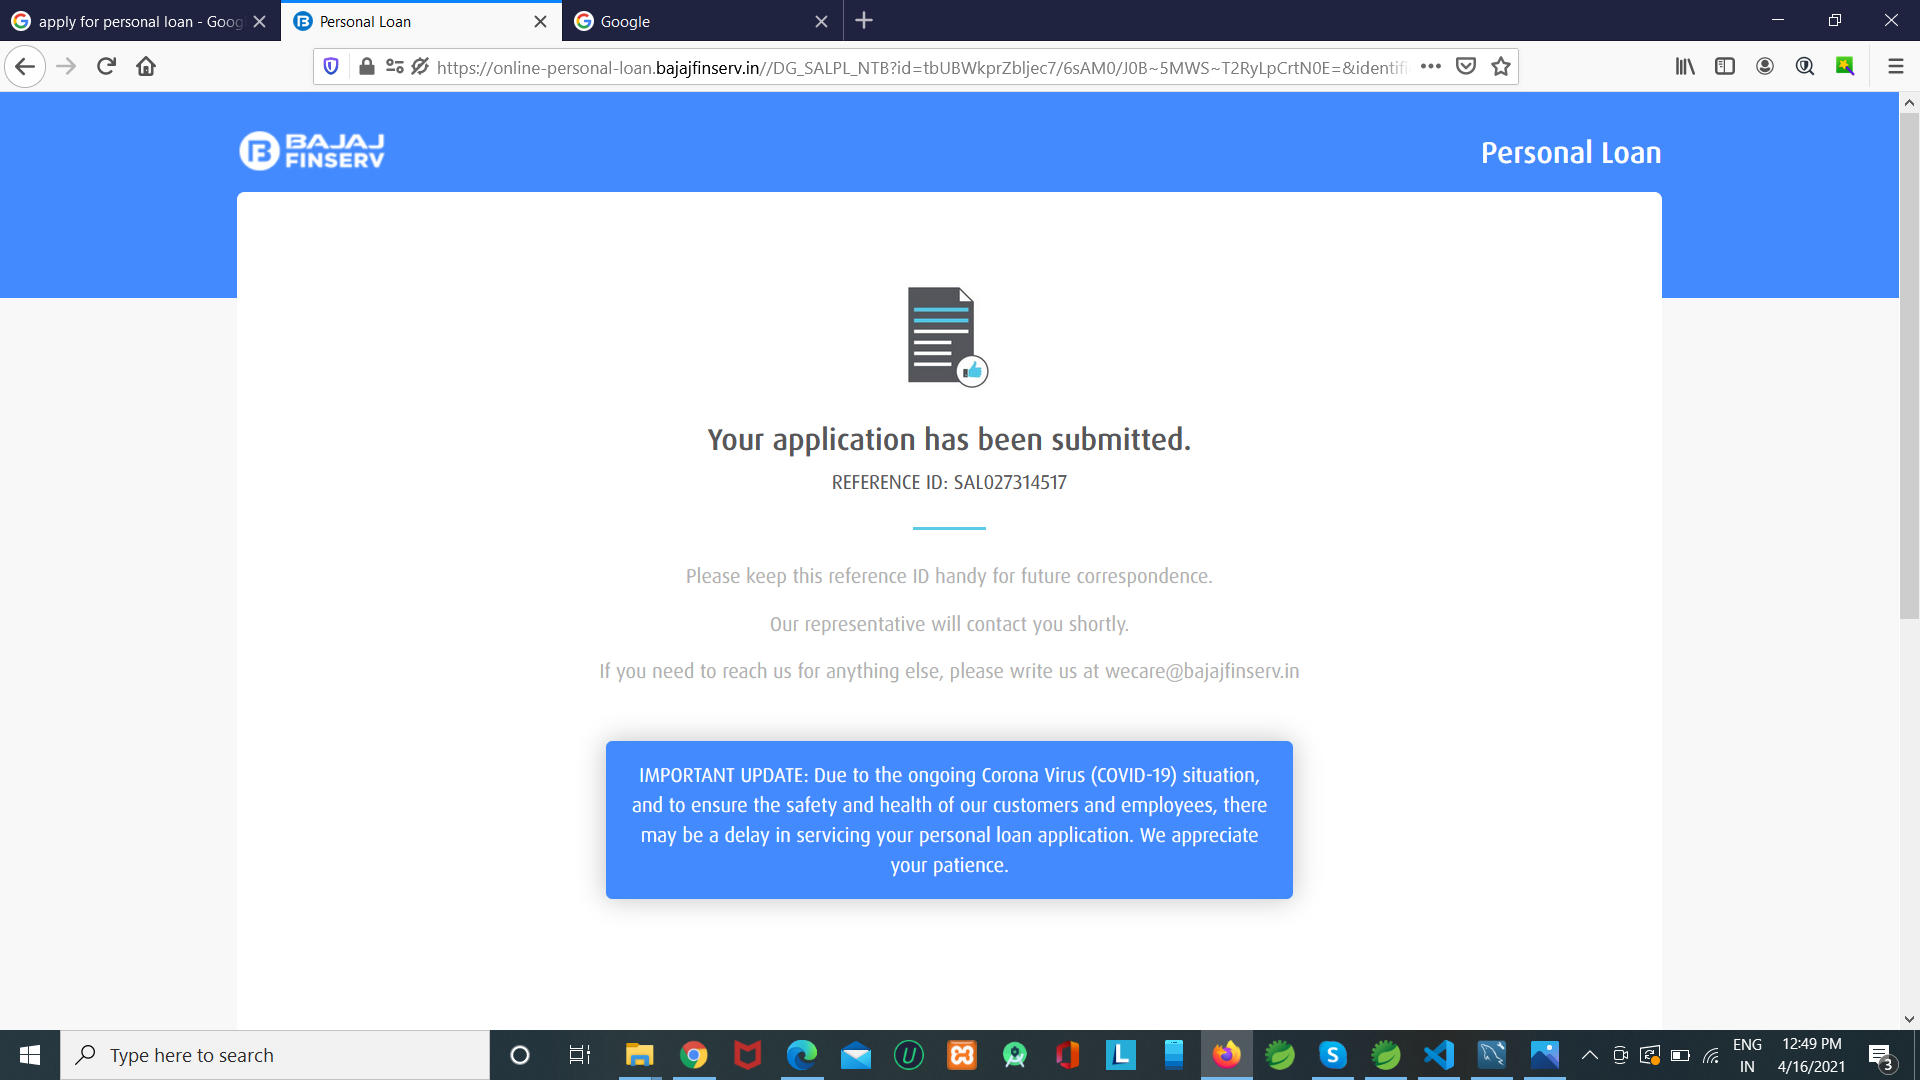 apply for personal loan - Goog
Personal Loan
Google
https://online-personal-loan.bajajfinserv.in//DG_SALPL_NTB?id=tbUBWkprZbljec7/6sAM0/J0B~5MWS~T2RyLpCrtN0E=&identifi
BAJAJ
FINSERV
Personal Loan
Your application has been submitted.
REFERENCE ID: SAL027314517
Please keep this reference ID handy for future correspondence.
Our representative will contact you shortly.
If you need to reach us for anything else, please write us at wecare@bajajfinserv.in
IMPORTANT UPDATE: Due to the ongoing Corona Virus (COVID-19) situation,
and to ensure the safety and health of our customers and employees, there
may be a delay in servicing your personal loan application. We appreciate
your patience.
Type here to search
ENG
IN
12:49 PM
4/16/2021
3